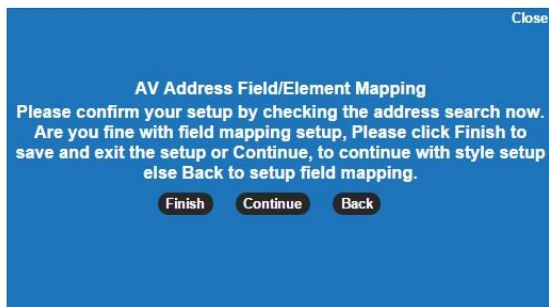 Close
AV Address Field/Element Mapping
Please confirm your setup by checking the address search now.
Are you fine with field mapping setup, Please click Finish to
save and exit the setup or Continue, to continue with style setup
else Back to setup field mapping.
Finish Continue Back